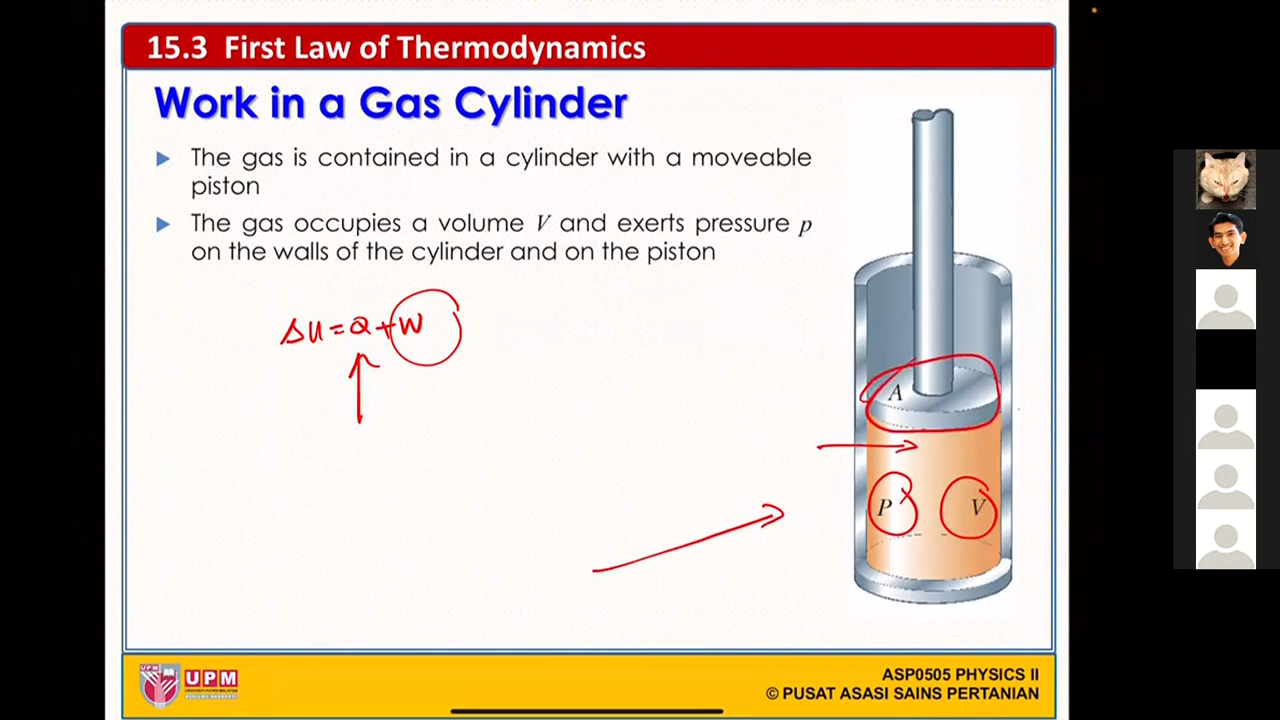 15.3 First Law of Thermodynamics
Work in a Gas Cylinder
The gas is contained in a cylinder with a moveable
piston
The gas occupies a volume V and exerts pressure p
on the walls of the cylinder and on the piston
ΔU = Q + W
A
P
V
UPM
UPM
ASP0505 PHYSICS II
© PUSAT ASASI SAINS PERTANIAN